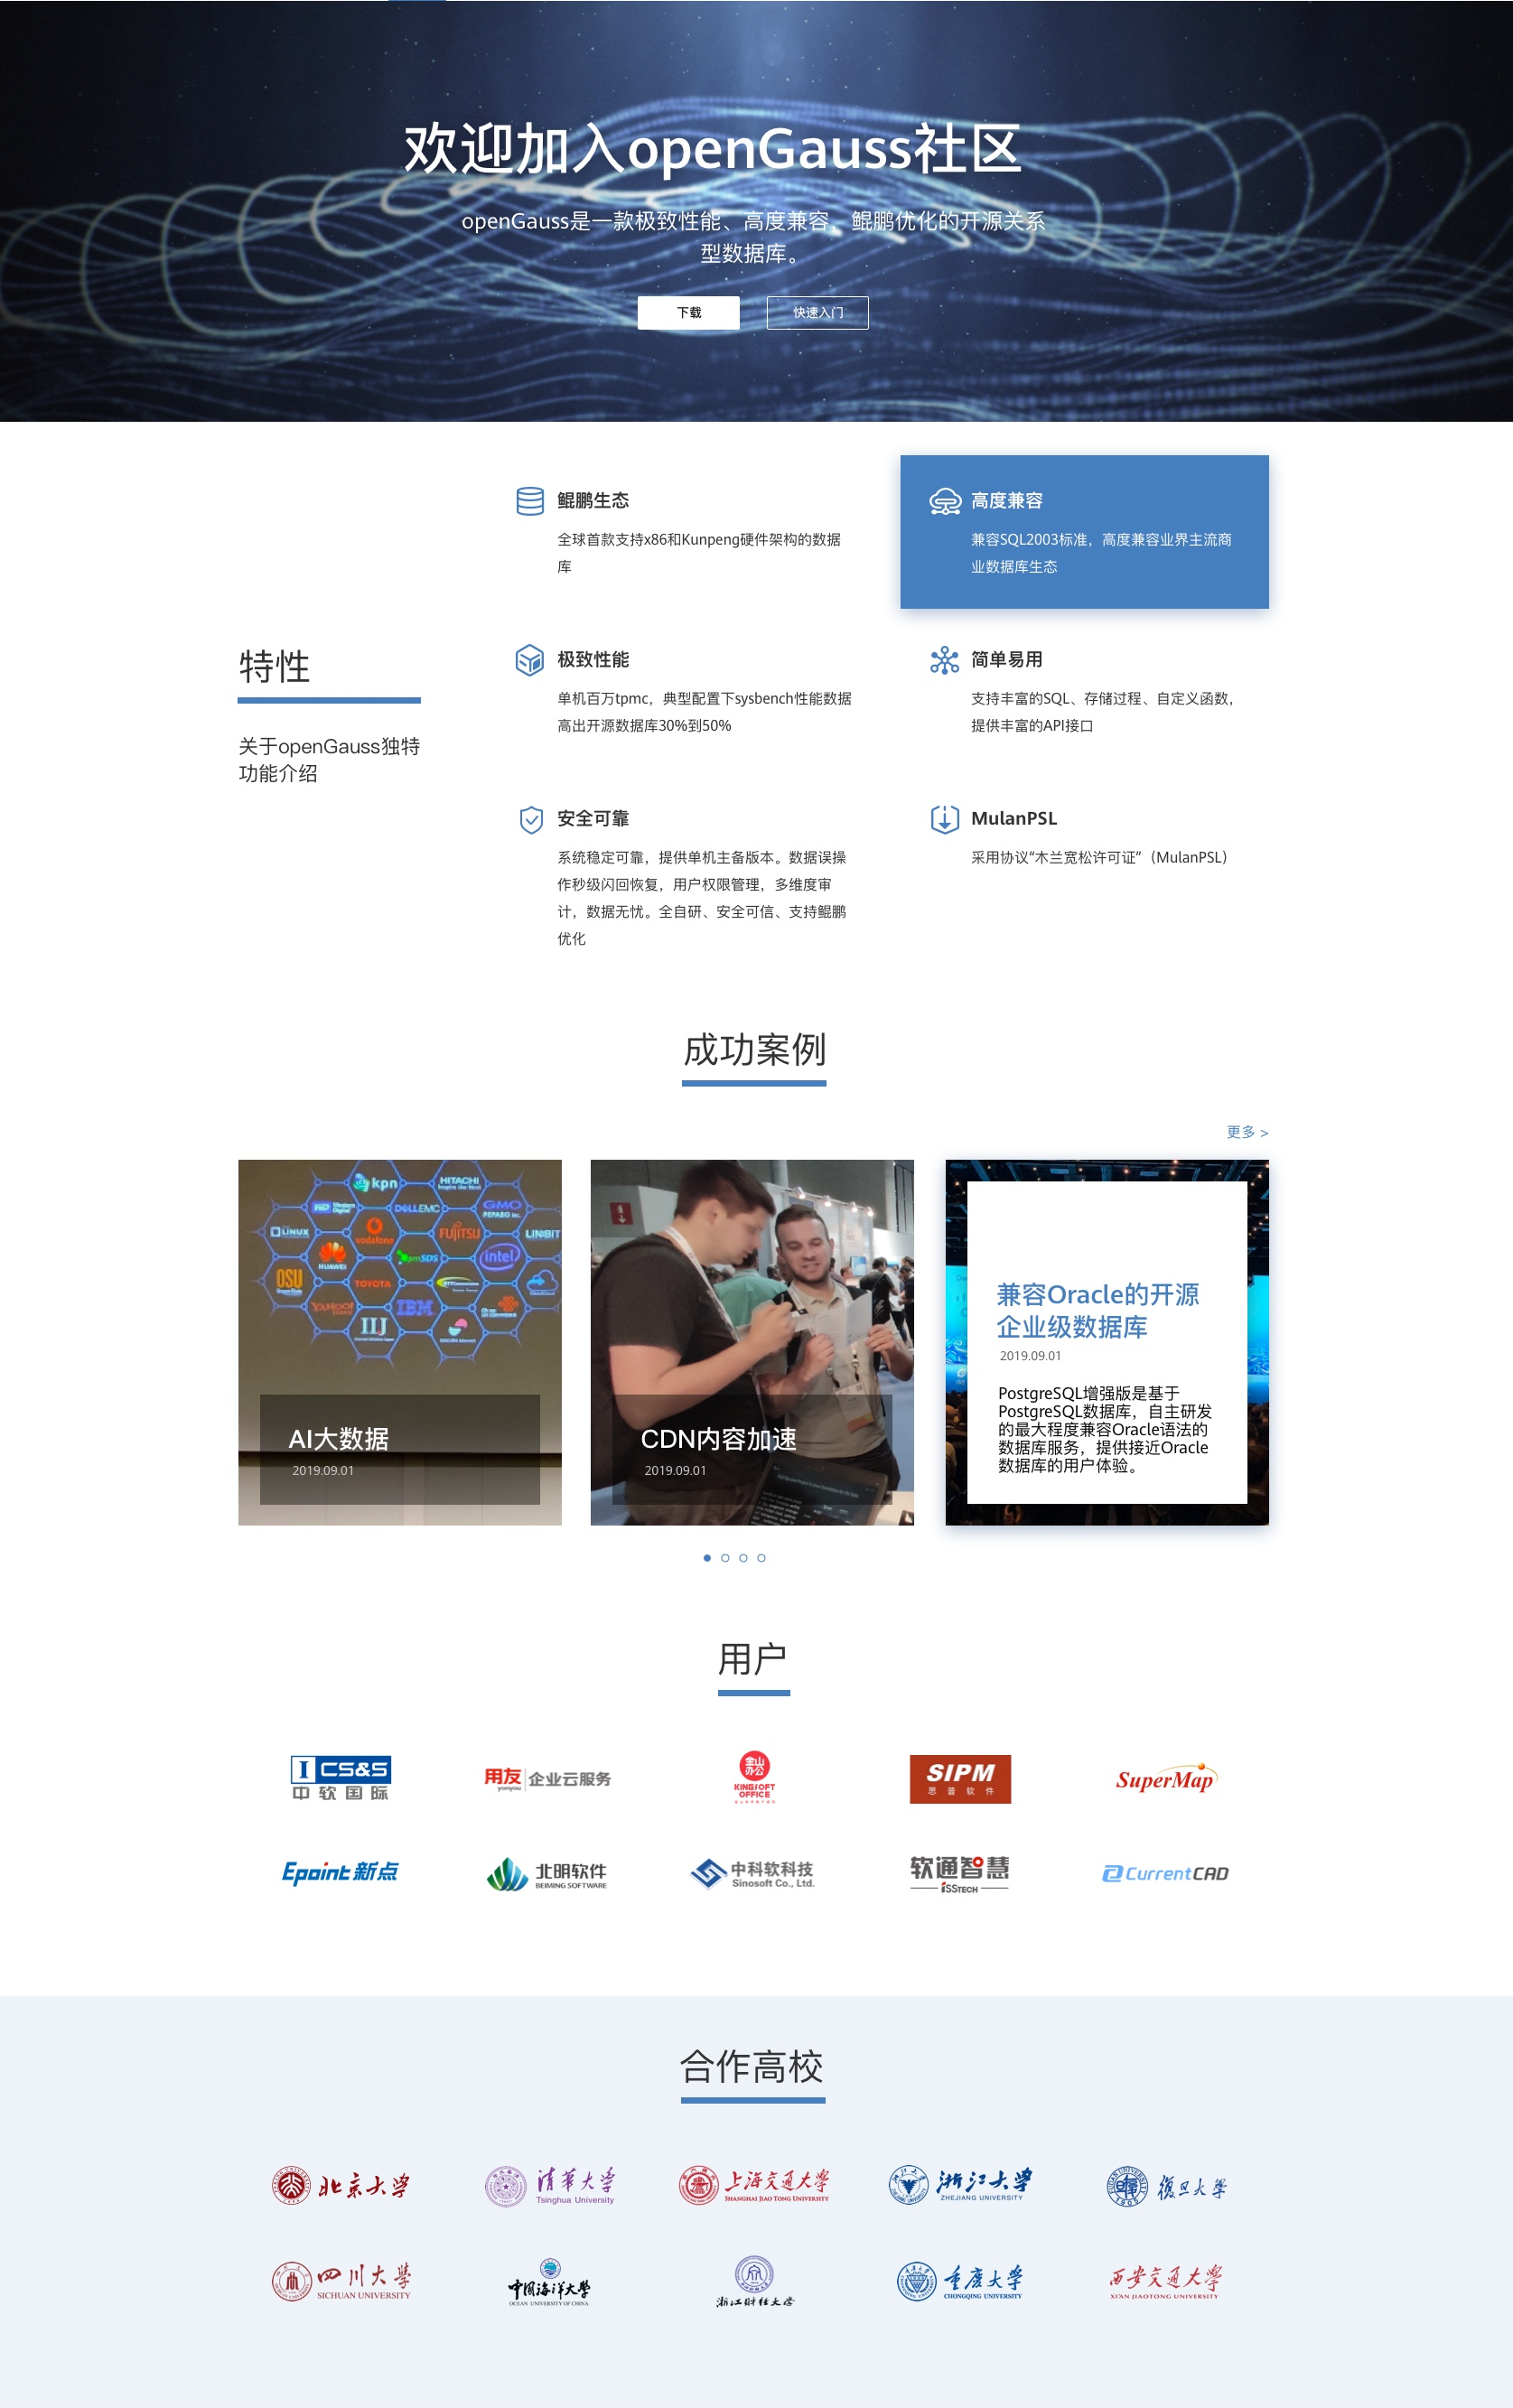 欢迎加入openGauss社区
openGauss是一款极致性能、高度兼容、鲲鹏优化的开源关系
型数据库。
下载
快速入门
特性
关于openGauss独特
功能介绍
鲲鹏生态
全球首款支持x86和Kunpeng硬件架构的数据
库
高度兼容
兼容SQL2003标准，高度兼容业界主流商
业数据库生态
极致性能
单机百万tpmc，典型配置下sysbench性能数据
高出开源数据库30%到50%
简单易用
支持丰富的SQL、存储过程、自定义函数，
提供丰富的API接口
安全可靠
系统稳定可靠，提供单机主备版本。数据误操
作秒级闪回恢复，用户权限管理，多维度审
计，数据无忧。全自研、安全可信、支持鲲鹏
优化
MulanPSL
采用协议“木兰宽松许可证”（MulanPSL）
成功案例
更多 >
kpn
HITACHI
Inspire the Next
Western Digital
DELLEMC
GMO
PEPABO inc.
LINUX
vodafone
FUJITSU
LINBIT
HUAWEI
SDS
intel
OSU
TOYOTA
YAHOO!
JAPAN
IBM
IIJ
AI大数据
2019.09.01
CDN内容加速
2019.09.01
兼容Oracle的开源
企业级数据库
2019.09.01
PostgreSQL增强版是基于
PostgreSQL数据库，自主研发
的最大程度兼容Oracle语法的
数据库服务，提供接近Oracle
数据库的用户体验。
用户
I CS&S
中软国际
用友 企业云服务
yonyou
金山
办公
KINGSOFT
OFFICE
SIPM
思普软件
SuperMap
Epoint 新点
北明软件
BEIMING SOFTWARE
中科软科技
Sinosoft Co., Ltd.
软通智慧
iSSTECH
CurrentCAD
合作高校
北京大学
清华大学
Tsinghua University
上海交通大学
SHANGHAI JIAO TONG UNIVERSITY
浙江大学
ZHEJIANG UNIVERSITY
復旦大學
1905
四川大學
SICHUAN UNIVERSITY
中国海洋大学
OCEAN UNIVERSITY OF CHINA
浙江财经大学
重庆大学
CHONGQING UNIVERSITY
西安交通大学
XI'AN JIAOTONG UNIVERSITY